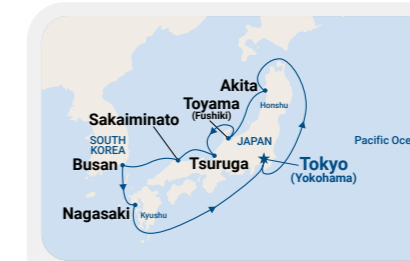 Akita
Toyama
(Fushiki)
Honshu
Sakaiminato
SOUTH
KOREA
JAPAN
Pacific Oce
Busan
Tsuruga
Tokyo
(Yokohama)
Nagasaki
Kyushu